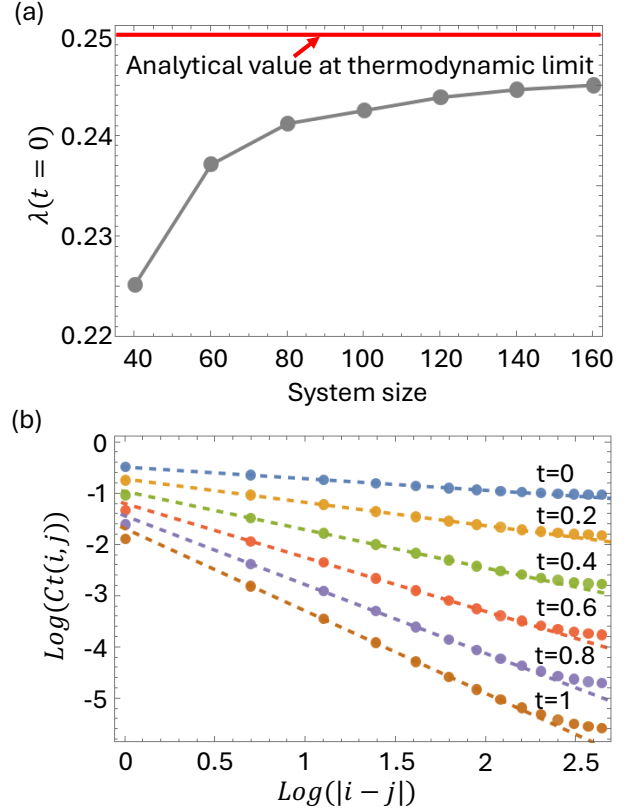 (a)
0.25
Analytical value at thermodynamic limit
0.24
λ(t = 0)
0.23
0.22
40 60 80 100 120 140 160
System size
(b)
0
t=0
-1
t=0.2
-2
t=0.4
Log(Ct(i,j))
-3
t=0.6
-4
t=0.8
-5
t=1
0 0.5 1 1.5 2 2.5
Log(|i − j|)